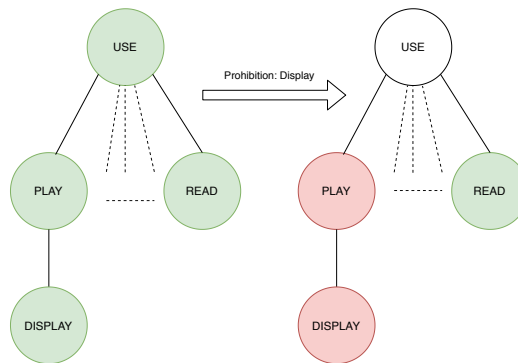 USE
Prohibition: Display
USE
PLAY
READ
PLAY
READ
DISPLAY
DISPLAY